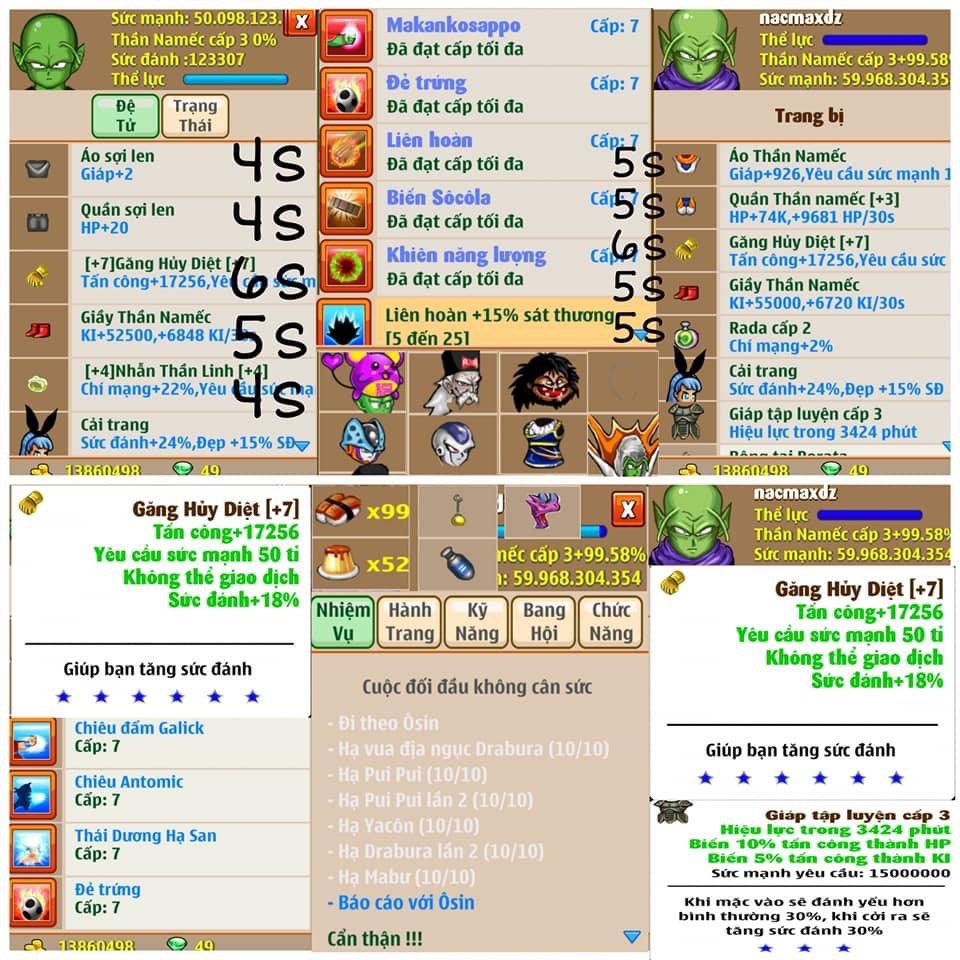 Sức mạnh: 50.098.123.
Thần Namếc cấp 3 0%
Sức đánh :123307
Thể lực
X
Đệ
Tử
Trạng
Thái
Áo sợi len
Giáp+2
4s
Quần sợi len
HP+20
4s
[+7]Găng Hủy Diệt [+7]
Tấn công+17256,Yêu cầu sức m
6s
Giầy Thần Namếc
KI+52500,+6848 KI/3
5s
[+4]Nhẫn Thần Linh [+4]
Chí mạng+22%,Yêu cầu sức mạ
4s
Cải trang
Sức đánh+24%,Đẹp +15% SĐ
13860498
49
Makankosappo
Cấp: 7
Đã đạt cấp tối đa
Đẻ trứng
Cấp: 7
Đã đạt cấp tối đa
Liên hoàn
Cấp: 7
Đã đạt cấp tối đa
Biến Sôcôla
Cấp: 7
Đã đạt cấp tối đa
Khiên năng lượng
Cấp: 7
Đã đạt cấp tối đa
Liên hoàn +15% sát thương
[5 đến 25]
5s
5s
6s
5s
5s
nacmaxdz
Thể lực
Thần Namếc cấp 3+99.58%
Sức mạnh: 59.968.304.35
Trang bị
Áo Thần Namếc
Giáp+926,Yêu cầu sức mạnh 1
Quần Thần namếc [+3]
HP+74K,+9681 HP/30s
Găng Hủy Diệt [+7]
Tấn công+17256,Yêu cầu sức
Giầy Thần Namếc
KI+55000,+6720 KI/30s
Rada cấp 2
Chí mạng+2%
Cải trang
Sức đánh+24%,Đẹp +15% SĐ
Giáp tập luyện cấp 3
Hiệu lực trong 3424 phút
Bông tai Porata
13860498
49
Găng Hủy Diệt [+7]
Tấn công+17256
Yêu cầu sức mạnh 50 tỉ
Không thể giao dịch
Sức đánh+18%
Giúp bạn tăng sức đánh
Chiêu đấm Galick
Cấp: 7
Chiêu Antomic
Cấp: 7
Thái Dương Hạ San
Cấp: 7
Đẻ trứng
Cấp: 7
13860498
49
x99
x52
X
mếc cấp 3+99.58%
: 59.968.304.354
Nhiệm
Vụ
Hành
Trang
Kỹ
Năng
Bang
Hội
Chức
Năng
Cuộc đối đầu không cân sức
- Đi theo Ôsin
- Hạ vua địa ngục Drabura (10/10)
- Hạ Pui Pui (10/10)
- Hạ Pui Pui lần 2 (10/10)
- Hạ Yacôn (10/10)
- Hạ Drabura lần 2 (10/10)
- Hạ Mabư (10/10)
- Báo cáo với Ôsin
Cẩn thận !!!
nacmaxdz
Thể lực
Thần Namếc cấp 3+99.58%
Sức mạnh: 59.968.304.354
Găng Hủy Diệt [+7]
Tấn công+17256
Yêu cầu sức mạnh 50 tỉ
Không thể giao dịch
Sức đánh+18%
Giúp bạn tăng sức đánh
Giáp tập luyện cấp 3
Hiệu lực trong 3424 phút
Biến 10% tấn công thành HP
Biến 5% tấn công thành KI
Sức mạnh yêu cầu: 15000000
Khi mặc vào sẽ đánh yếu hơn
bình thường 30%, khi cởi ra sẽ
tăng sức đánh 30%